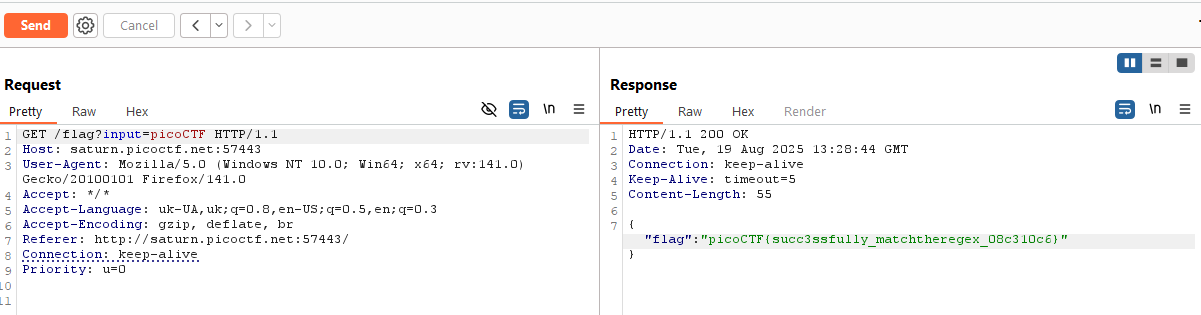 Send Cancel
Request
Pretty Raw Hex \n
1 GET /flag?input=picoCTF HTTP/1.1
2 Host: saturn.picoctf.net:57443
3 User-Agent: Mozilla/5.0 (Windows NT 10.0; Win64; x64; rv:141.0)
Gecko/20100101 Firefox/141.0
4 Accept: */*
5 Accept-Language: uk-UA,uk;q=0.8,en-US;q=0.5,en;q=0.3
6 Accept-Encoding: gzip, deflate, br
7 Referer: http://saturn.picoctf.net:57443/
8 Connection: keep-alive
9 Priority: u=0
10
11
Response
Pretty Raw Hex Render \n
1 HTTP/1.1 200 OK
2 Date: Tue, 19 Aug 2025 13:28:44 GMT
3 Connection: keep-alive
4 Keep-Alive: timeout=5
5 Content-Length: 55
6
7 {
"flag":"picoCTF{succ3ssfully_matchtheregex_08c310c6}"
}